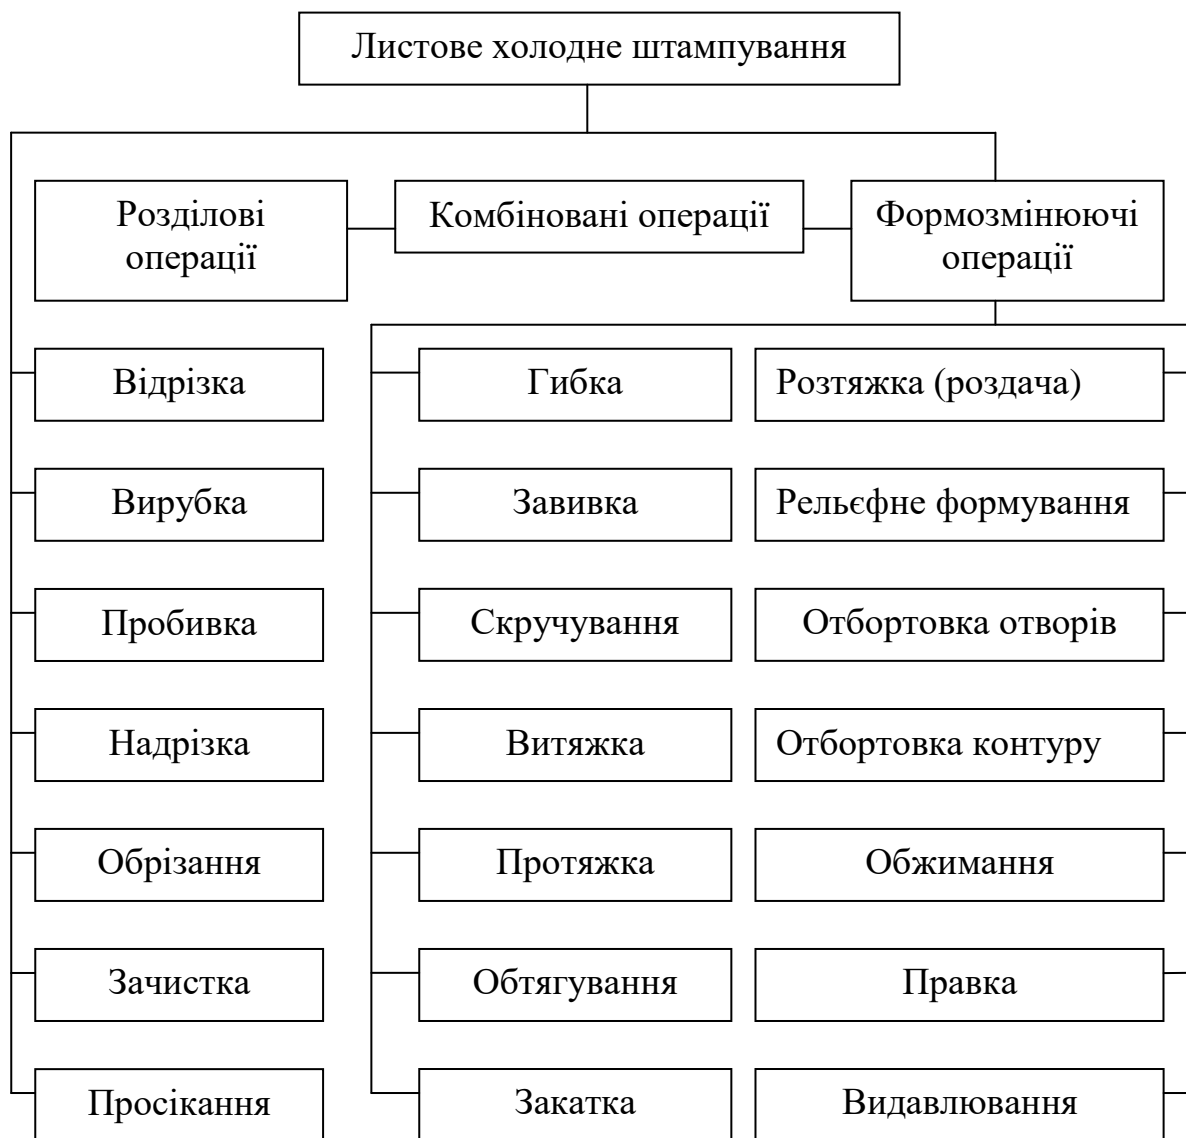 Листове холодне штампування
Розділові
операції
Комбіновані операції
Формозмінюючі
операції
Відрізка
Гибка
Розтяжка (роздача)
Вирубка
Завивка
Рельєфне формування
Пробивка
Скручування
Отбортовка отворів
Надрізка
Витяжка
Отбортовка контуру
Обрізання
Протяжка
Обжимання
Зачистка
Обтягування
Правка
Просікання
Закатка
Видавлювання